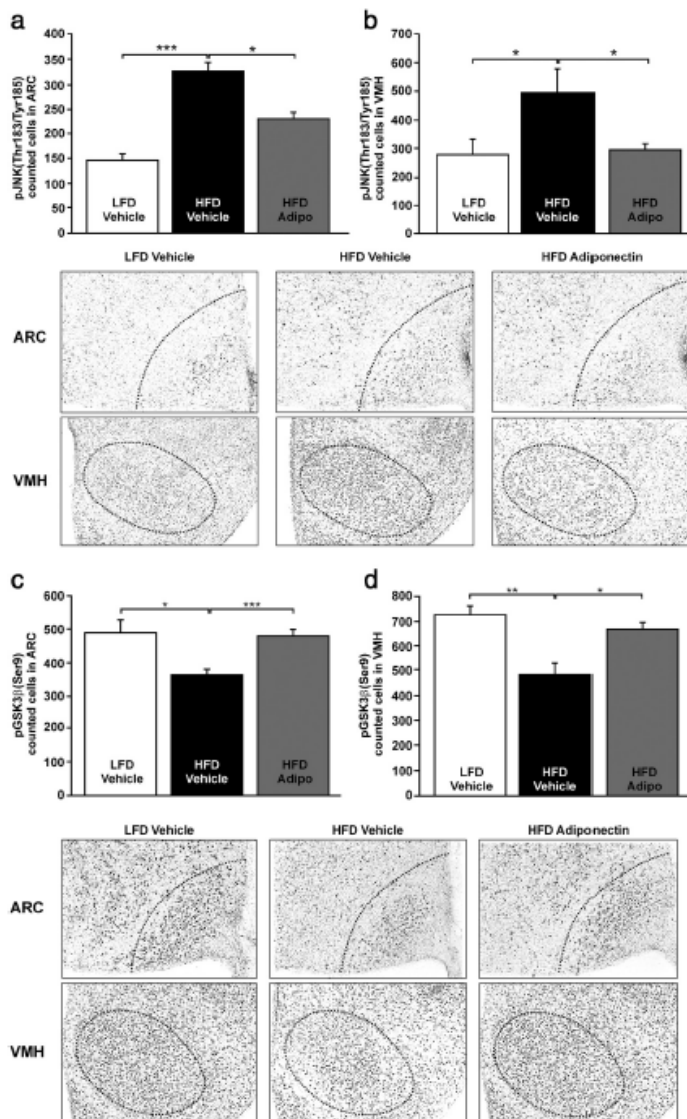 a
pJNK(Thr183/Tyr185)
counted cells in ARC
400
350
300
250
200
150
100
50
0
***
*
LFD
Vehicle
HFD
Vehicle
HFD
Adipo
b
pJNK(Thr183/Tyr185)
counted cells in VMH
700
600
500
400
300
200
100
0
*
*
LFD
Vehicle
HFD
Vehicle
HFD
Adipo
LFD Vehicle
HFD Vehicle
HFD Adiponectin
ARC
VMH
c
pGSK3β(Ser9)
counted cells in ARC
600
500
400
300
200
100
0
*
***
LFD
Vehicle
HFD
Vehicle
HFD
Adipo
d
pGSK3β(Ser9)
counted cells in VMH
800
700
600
500
400
300
200
100
0
**
*
LFD
Vehicle
HFD
Vehicle
HFD
Adipo
LFD Vehicle
HFD Vehicle
HFD Adiponectin
ARC
VMH